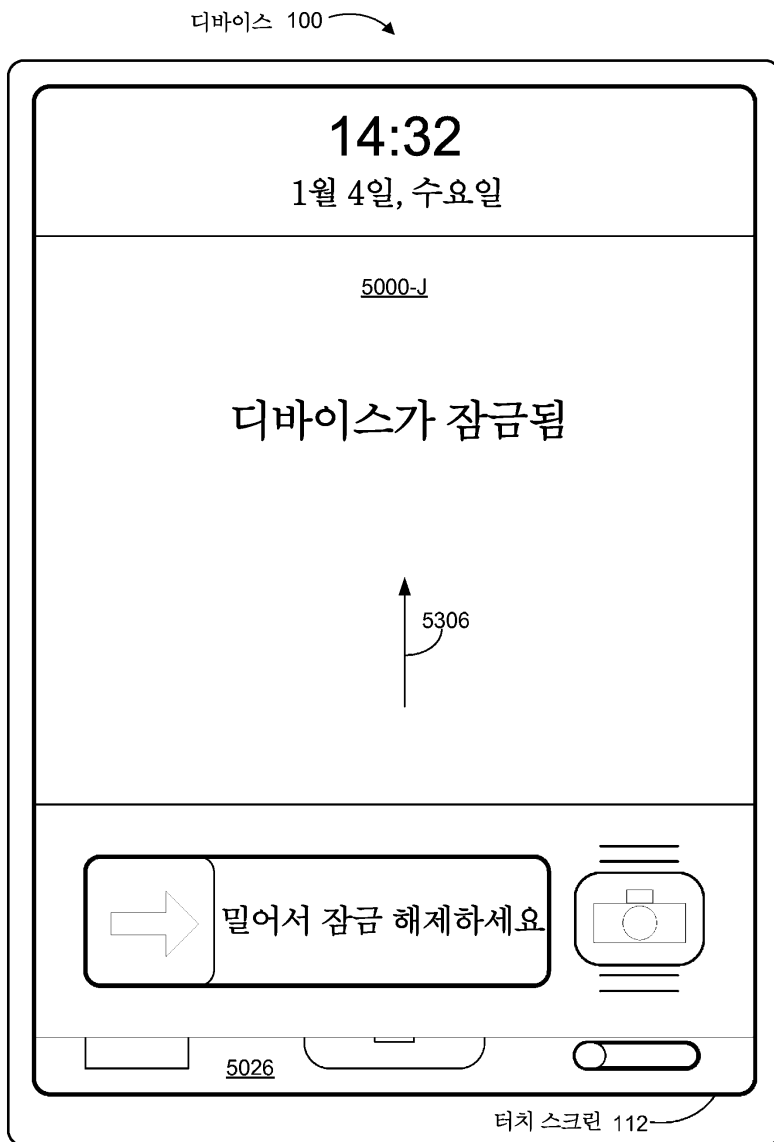 디바이스 100
14:32
1월 4일, 수요일
5000-J
디바이스가 잠금됨
5306
밀어서 잠금 해제하세요
5026
터치 스크린 112